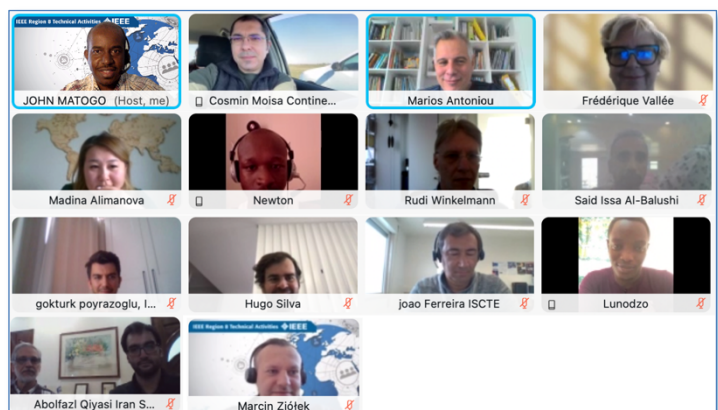 IEEE Region 8 Technical Activities IEEE
JOHN MATOGO (Host, me)
Cosmin Moisa Contine...
Marios Antoniou
Frédérique Vallée
Madina Alimanova
Newton
Rudi Winkelmann
Said Issa Al-Balushi
gokturk poyrazoglu, I...
Hugo Silva
joao Ferreira ISCTE
Lunodzo
Abolfazl Qiyasi Iran S...
IEEE Region 8 Technical Activities IEEE
Marcin Ziółek